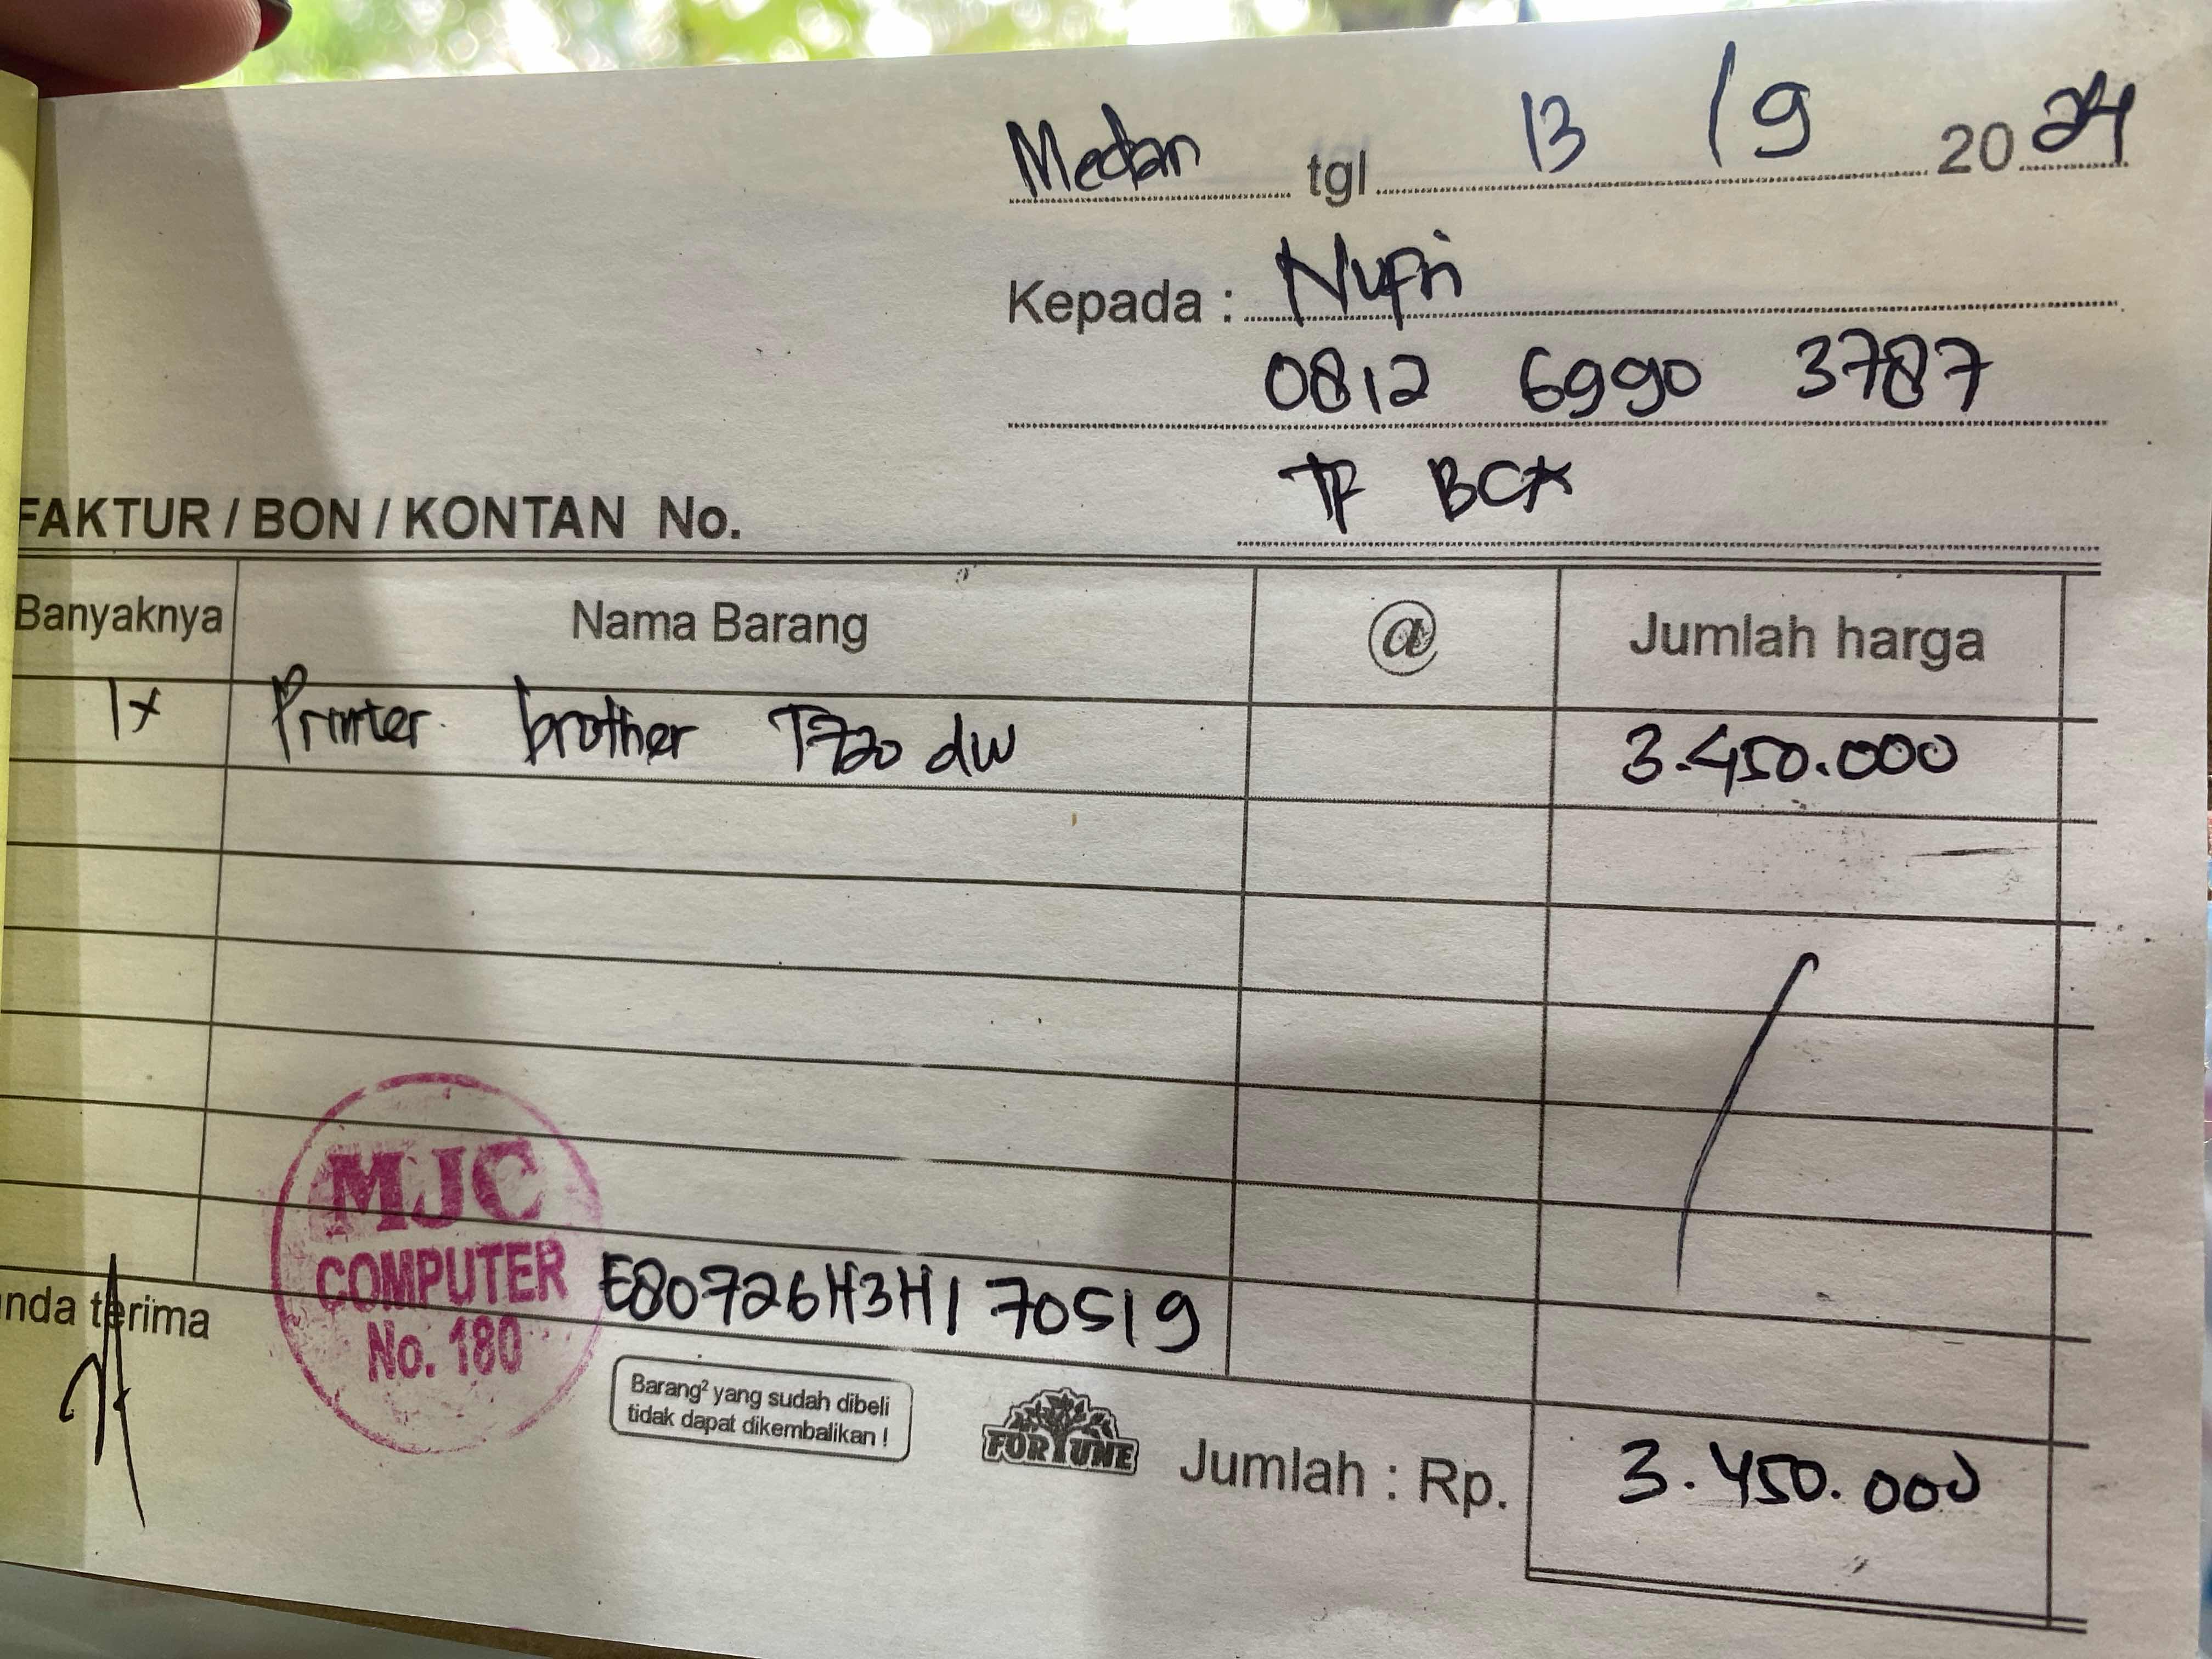 Medan tgl 13 / 9 2024
Kepada : Nufri
0812 6990 3787
TF BCA
FAKTUR / BON / KONTAN No.
Banyaknya Nama Barang @ Jumlah harga
1x Printer brother T720 dw 3.450.000
MJC
COMPUTER
No. 180
E80726H3H170519
nda terima
Barang² yang sudah dibeli
tidak dapat dikembalikan !
FORTUNE
Jumlah : Rp. 3.450.000